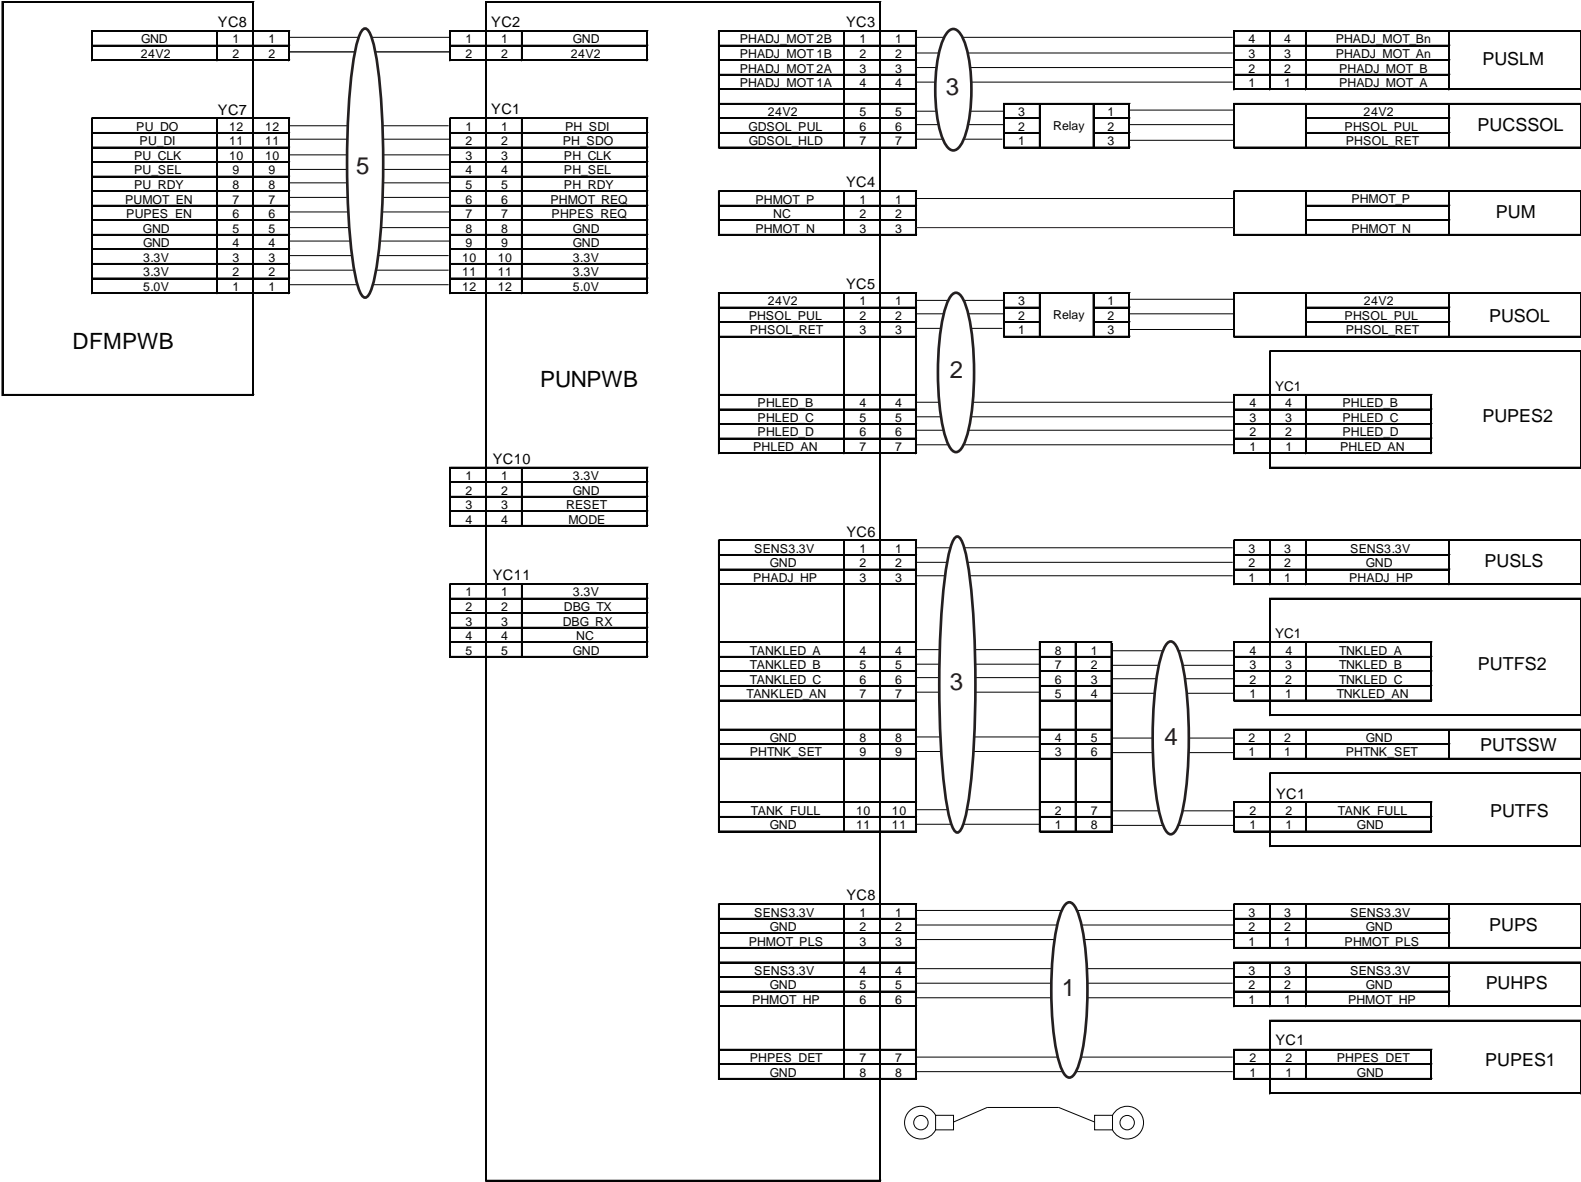 YC8
GND 1 1
24V2 2 2
YC7
PU_DO 12 12
PU_DI 11 11
PU_CLK 10 10
PU_SEL 9 9
PU_RDY 8 8
PUMOT_EN 7 7
PUPES_EN 6 6
GND 5 5
GND 4 4
3.3V 3 3
3.3V 2 2
5.0V 1 1
DFMPWB
5
YC2
1 1 GND
2 2 24V2
YC1
1 1 PH_SDI
2 2 PH_SDO
3 3 PH_CLK
4 4 PH_SEL
5 5 PH_RDY
6 6 PHMOT_REQ
7 7 PHPES_REQ
8 8 GND
9 9 GND
10 10 3.3V
11 11 3.3V
12 12 5.0V
PUNPWB
YC10
1 1 3.3V
2 2 GND
3 3 RESET
4 4 MODE
YC11
1 1 3.3V
2 2 DBG_TX
3 3 DBG_RX
4 4 NC
5 5 GND
YC3
PHADJ_MOT2B 1 1
PHADJ_MOT1B 2 2
PHADJ_MOT2A 3 3
PHADJ_MOT1A 4 4
24V2 5 5
GDSOL_PUL 6 6
GDSOL_HLD 7 7
3
3 1
2 Relay 2
1 3
4 4 PHADJ_MOT_Bn
3 3 PHADJ_MOT_An
2 2 PHADJ_MOT_B
1 1 PHADJ_MOT_A
PUSLM
24V2
PHSOL_PUL
PHSOL_RET
PUCSSOL
YC4
PHMOT_P 1 1
NC 2 2
PHMOT_N 3 3
PHMOT_P
PHMOT_N
PUM
YC5
24V2 1 1
PHSOL_PUL 2 2
PHSOL_RET 3 3
PHLED_B 4 4
PHLED_C 5 5
PHLED_D 6 6
PHLED_AN 7 7
2
3 1
2 Relay 2
1 3
24V2
PHSOL_PUL
PHSOL_RET
PUSOL
YC1
4 4 PHLED_B
3 3 PHLED_C
2 2 PHLED_D
1 1 PHLED_AN
PUPES2
YC6
SENS3.3V 1 1
GND 2 2
PHADJ_HP 3 3
TANKLED_A 4 4
TANKLED_B 5 5
TANKLED_C 6 6
TANKLED_AN 7 7
GND 8 8
PHTNK_SET 9 9
TANK_FULL 10 10
GND 11 11
3
8 1
7 2
6 3
5 4
4 5
3 6
2 7
1 8
4
3 3 SENS3.3V
2 2 GND
1 1 PHADJ_HP
PUSLS
YC1
4 4 TNKLED_A
3 3 TNKLED_B
2 2 TNKLED_C
1 1 TNKLED_AN
PUTFS2
2 2 GND
1 1 PHTNK_SET
PUTSSW
YC1
2 2 TANK_FULL
1 1 GND
PUTFS
YC8
SENS3.3V 1 1
GND 2 2
PHMOT_PLS 3 3
SENS3.3V 4 4
GND 5 5
PHMOT_HP 6 6
PHPES_DET 7 7
GND 8 8
1
3 3 SENS3.3V
2 2 GND
1 1 PHMOT_PLS
PUPS
3 3 SENS3.3V
2 2 GND
1 1 PHMOT_HP
PUHPS
YC1
2 2 PHPES_DET
1 1 GND
PUPES1